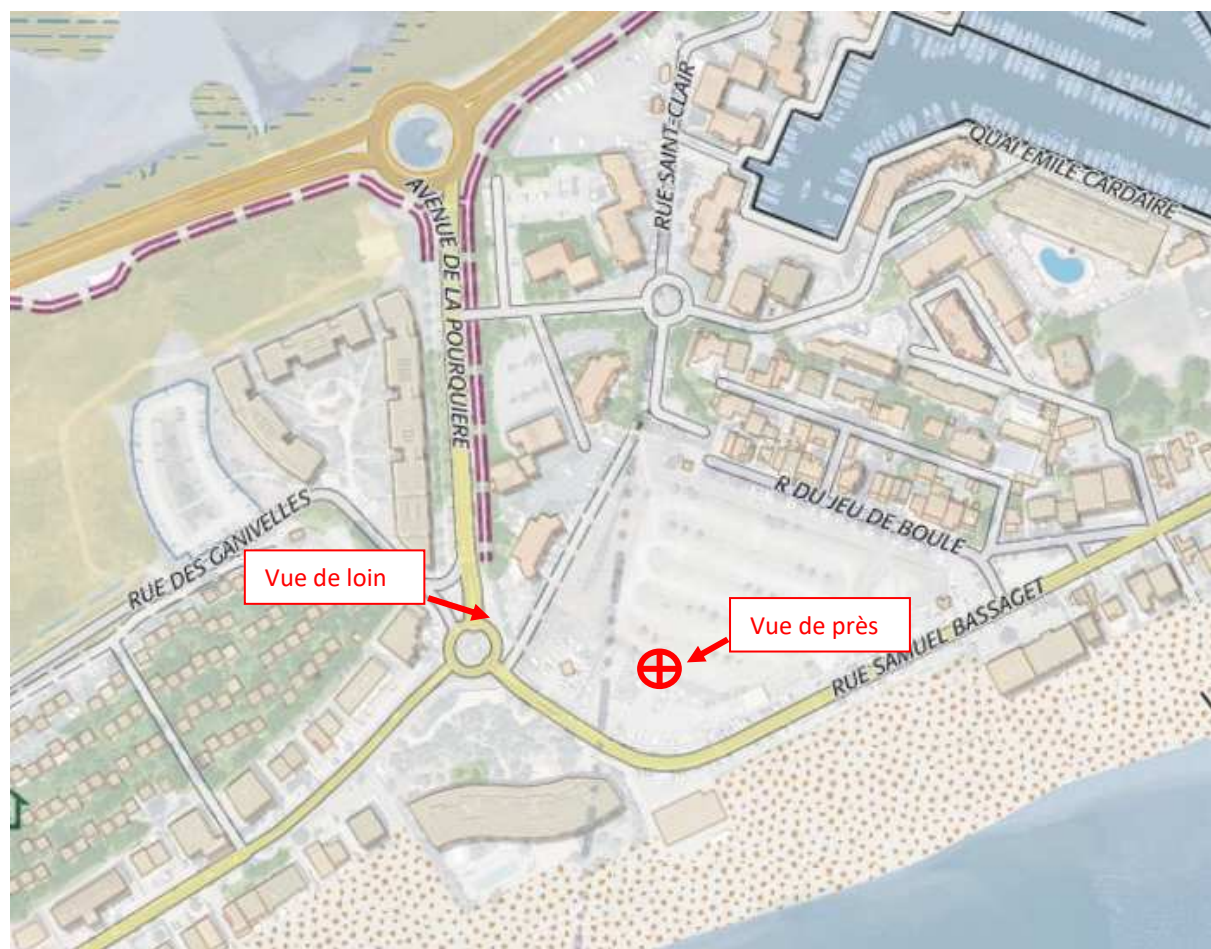 RUE SAINT-CLAIR
QUAI EMILE CARDAIRE
AVENUE DE LA POURQUIERE
R DU JEU DE BOULE
RUE DES GANIVELLES
Vue de loin
Vue de près
RUE SAMUEL BASSAGET